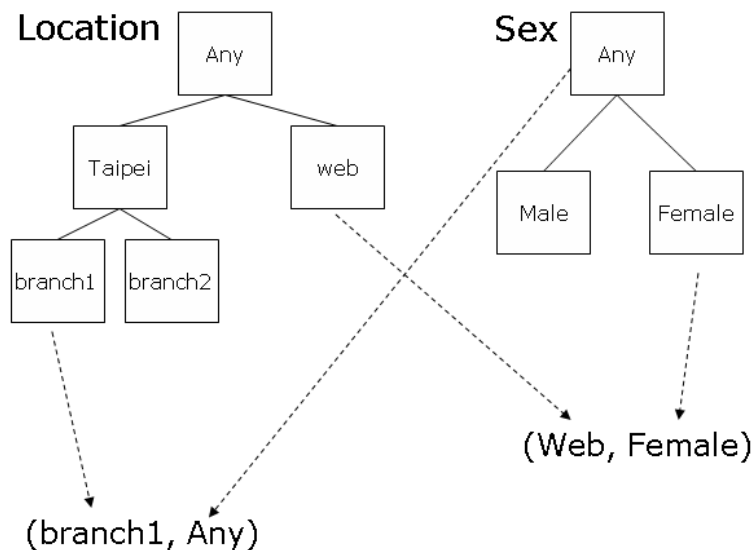 Location
Any
Taipei
web
branch1
branch2
Sex
Any
Male
Female
(Web, Female)
(branch1, Any)